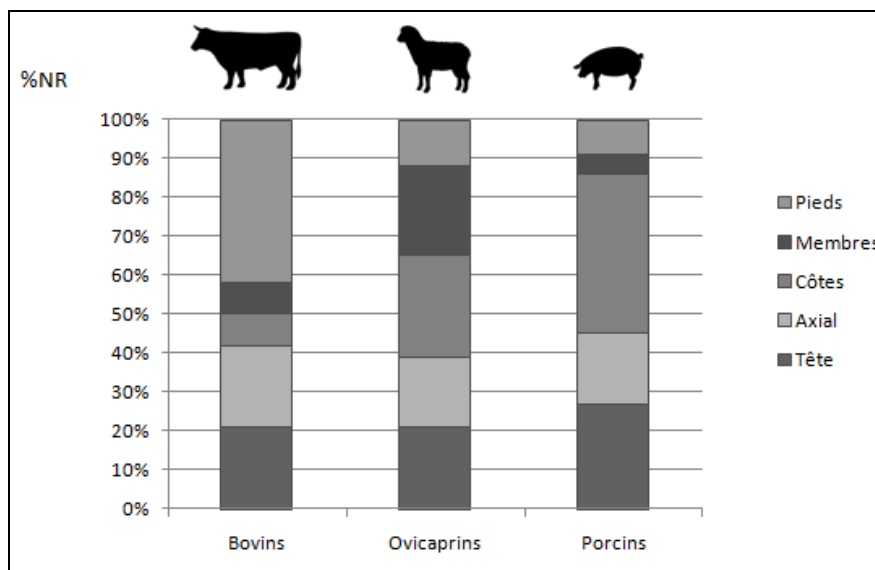 %NR
100%
90%
80%
70%
60%
50%
40%
30%
20%
10%
0%
Bovins Ovicaprins Porcins
Pieds
Membres
Côtes
Axial
Tête